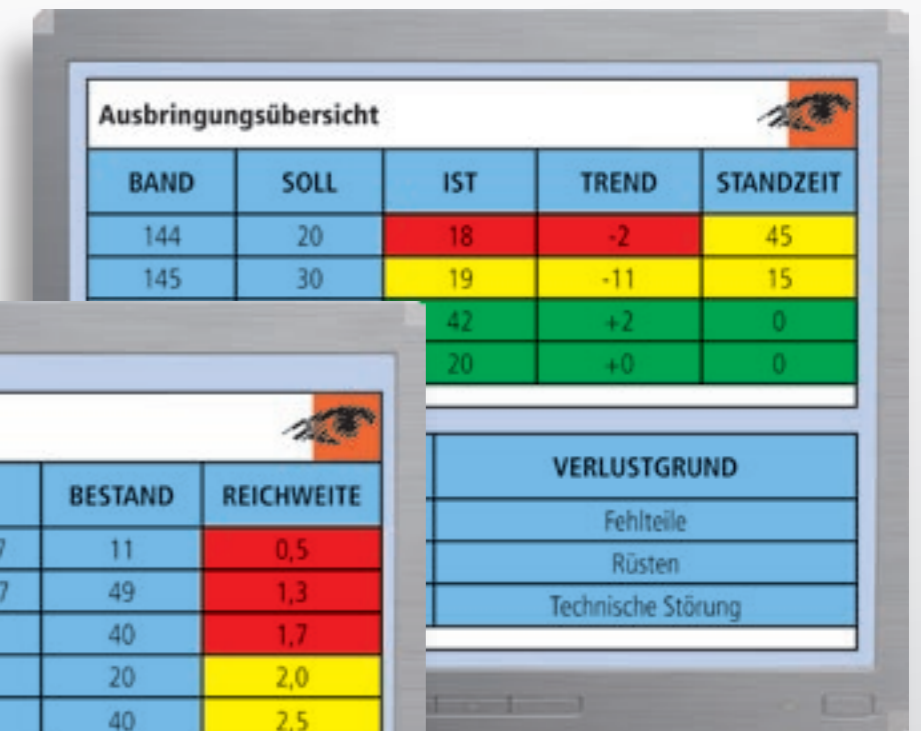 Ausbringungsübersicht
BAND SOLL IST TREND STANDZEIT
144 20 18 -2 45
145 30 19 -11 15
42 +2 0
20 +0 0
VERLUSTGRUND
Fehlteile
Rüsten
Technische Störung
BESTAND REICHWEITE
7 11 0,5
7 49 1,3
40 1,7
20 2,0
40 2,5